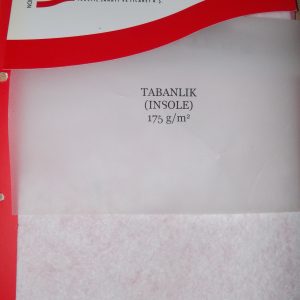 TABANLIK
(INSOLE)
175 g/m²